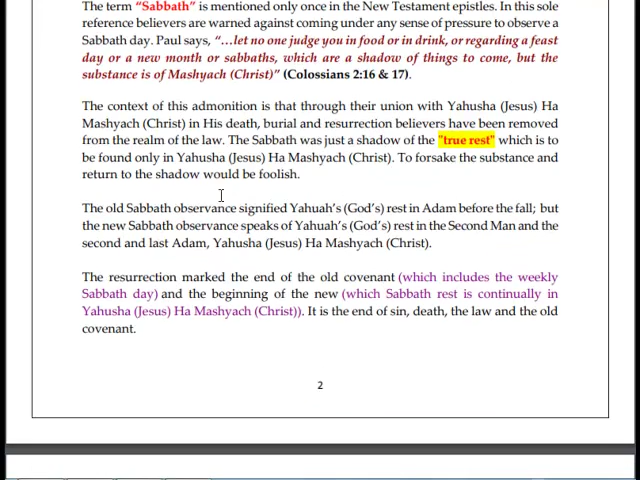 The term "Sabbath" is mentioned only once in the New Testament epistles. In this sole
reference believers are warned against coming under any sense of pressure to observe a
Sabbath day. Paul says, "…let no one judge you in food or in drink, or regarding a feast
day or a new month or sabbaths, which are a shadow of things to come, but the
substance is of Mashyach (Christ)" (Colossians 2:16 & 17).
The context of this admonition is that through their union with Yahusha (Jesus) Ha
Mashyach (Christ) in His death, burial and resurrection believers have been removed
from the realm of the law. The Sabbath was just a shadow of the "true rest" which is to
be found only in Yahusha (Jesus) Ha Mashyach (Christ). To forsake the substance and
return to the shadow would be foolish.
The old Sabbath observance signified Yahuah's (God's) rest in Adam before the fall; but
the new Sabbath observance speaks of Yahuah's (God's) rest in the Second Man and the
second and last Adam, Yahusha (Jesus) Ha Mashyach (Christ).
The resurrection marked the end of the old covenant (which includes the weekly
Sabbath day) and the beginning of the new (which Sabbath rest is continually in
Yahusha (Jesus) Ha Mashyach (Christ)). It is the end of sin, death, the law and the old
covenant.
2